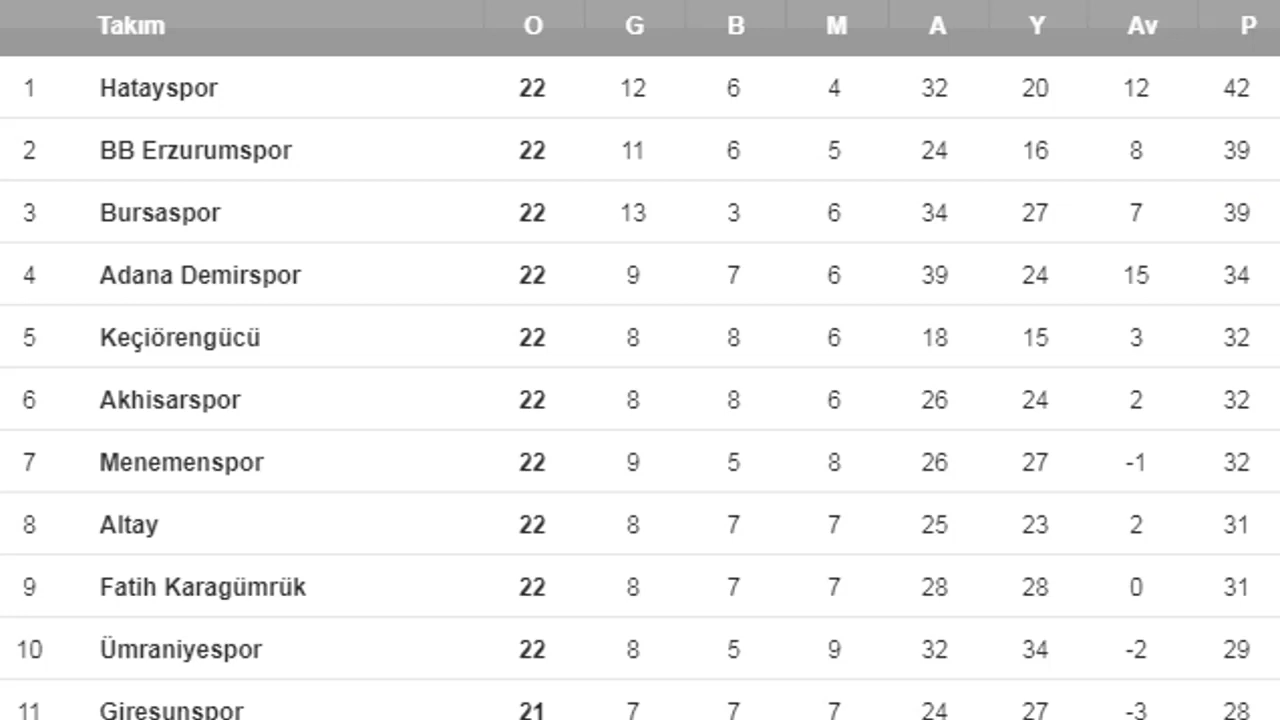 Takım O G B M A Y Av P
1 Hatayspor 22 12 6 4 32 20 12 42
2 BB Erzurumspor 22 11 6 5 24 16 8 39
3 Bursaspor 22 13 3 6 34 27 7 39
4 Adana Demirspor 22 9 7 6 39 24 15 34
5 Keçiörengücü 22 8 8 6 18 15 3 32
6 Akhisarspor 22 8 8 6 26 24 2 32
7 Menemenspor 22 9 5 8 26 27 -1 32
8 Altay 22 8 7 7 25 23 2 31
9 Fatih Karagümrük 22 8 7 7 28 28 0 31
10 Ümraniyespor 22 8 5 9 32 34 -2 29
11 Giresunspor 21 7 7 7 24 27 -3 28